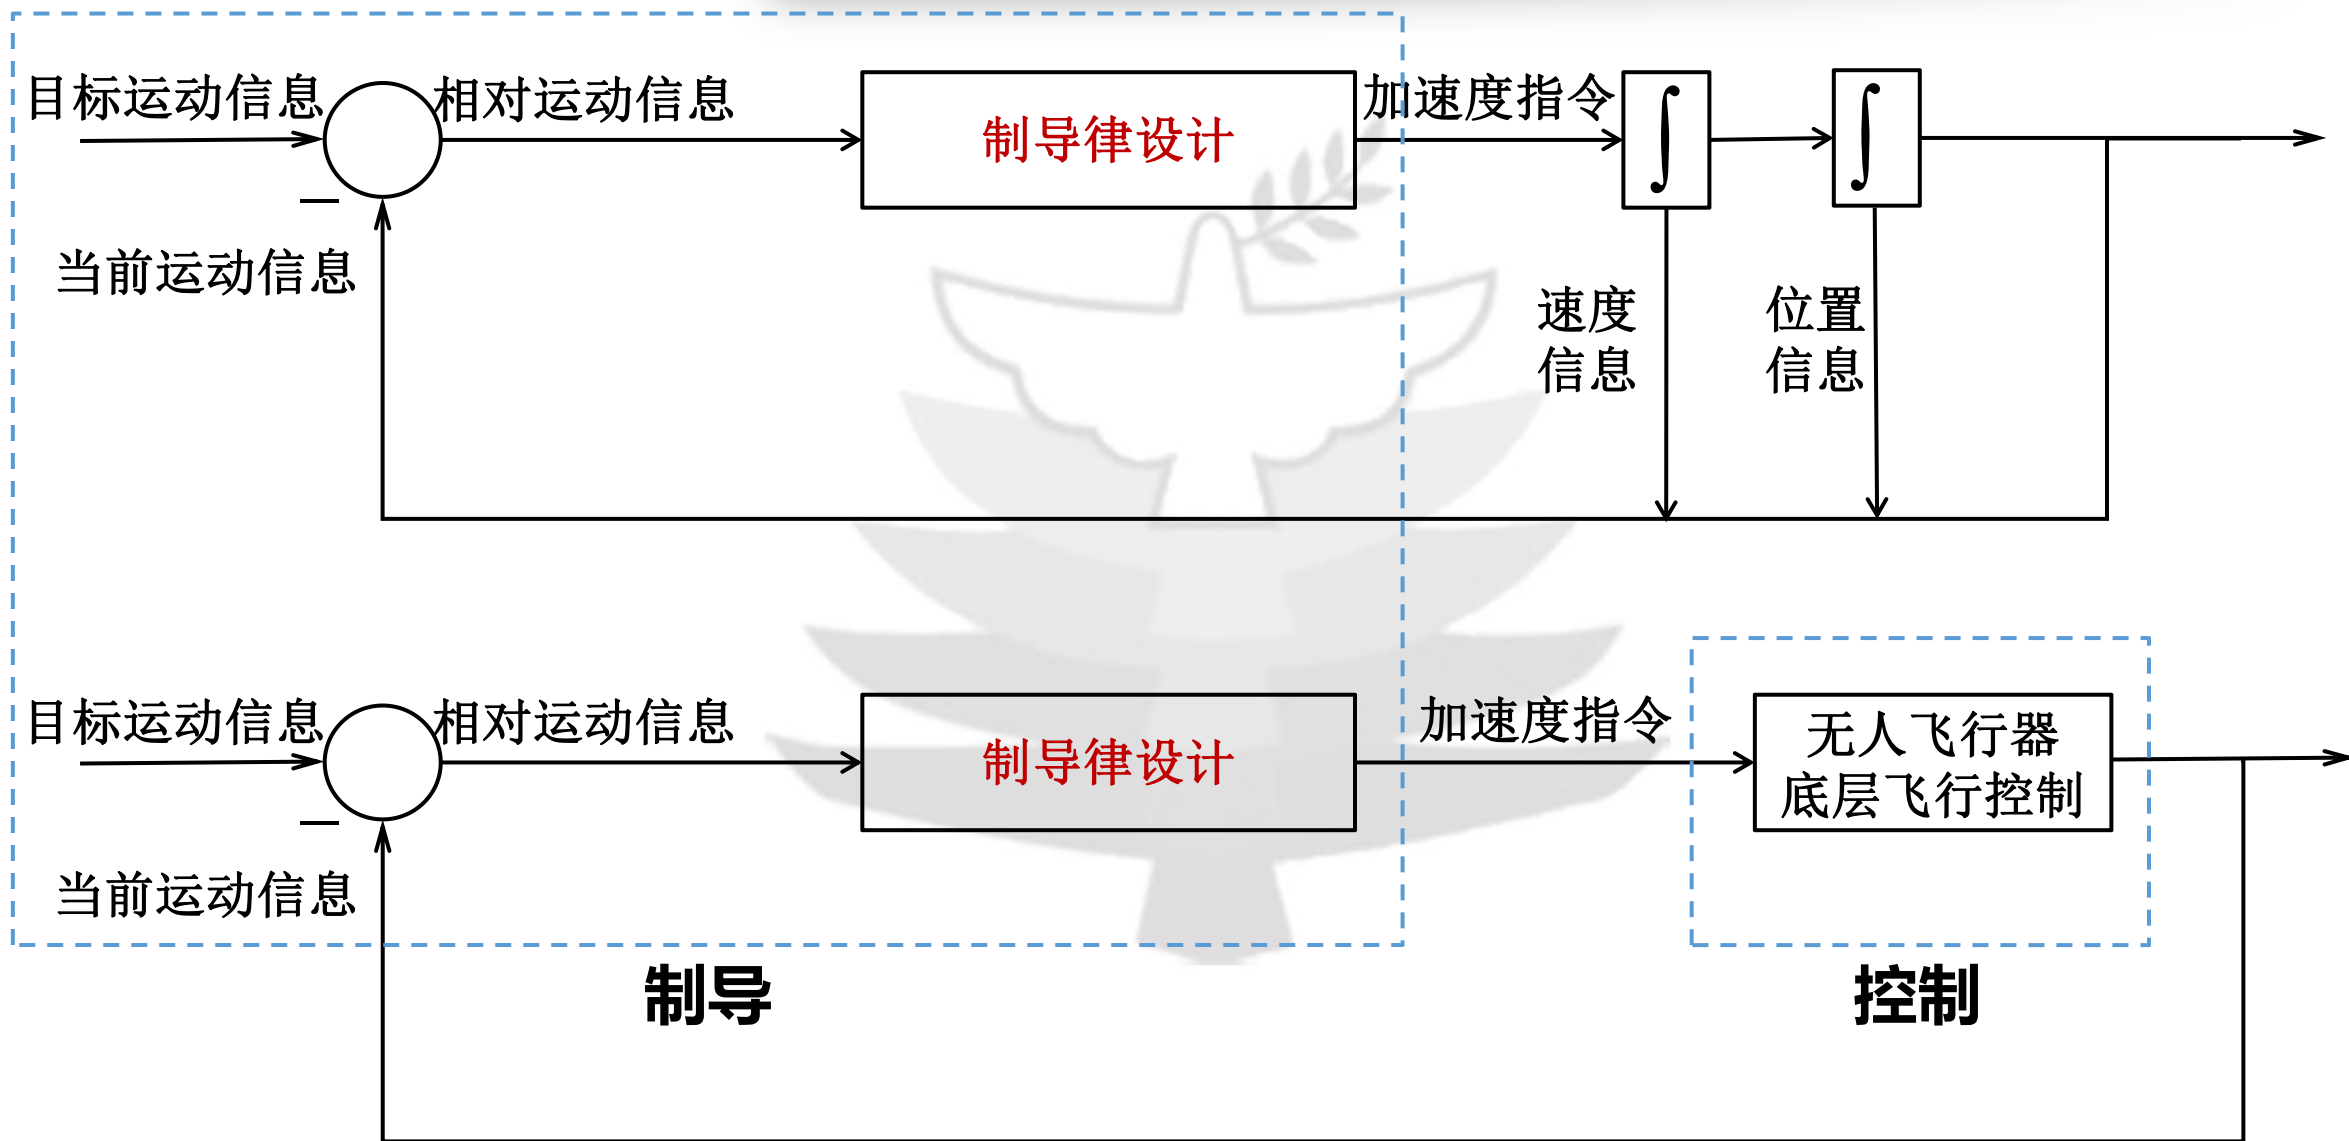 目标运动信息
相对运动信息
制导律设计
加速度指令
∫
∫
当前运动信息
速度
信息
位置
信息
目标运动信息
相对运动信息
制导律设计
加速度指令
无人飞行器
底层飞行控制
当前运动信息
制导
控制